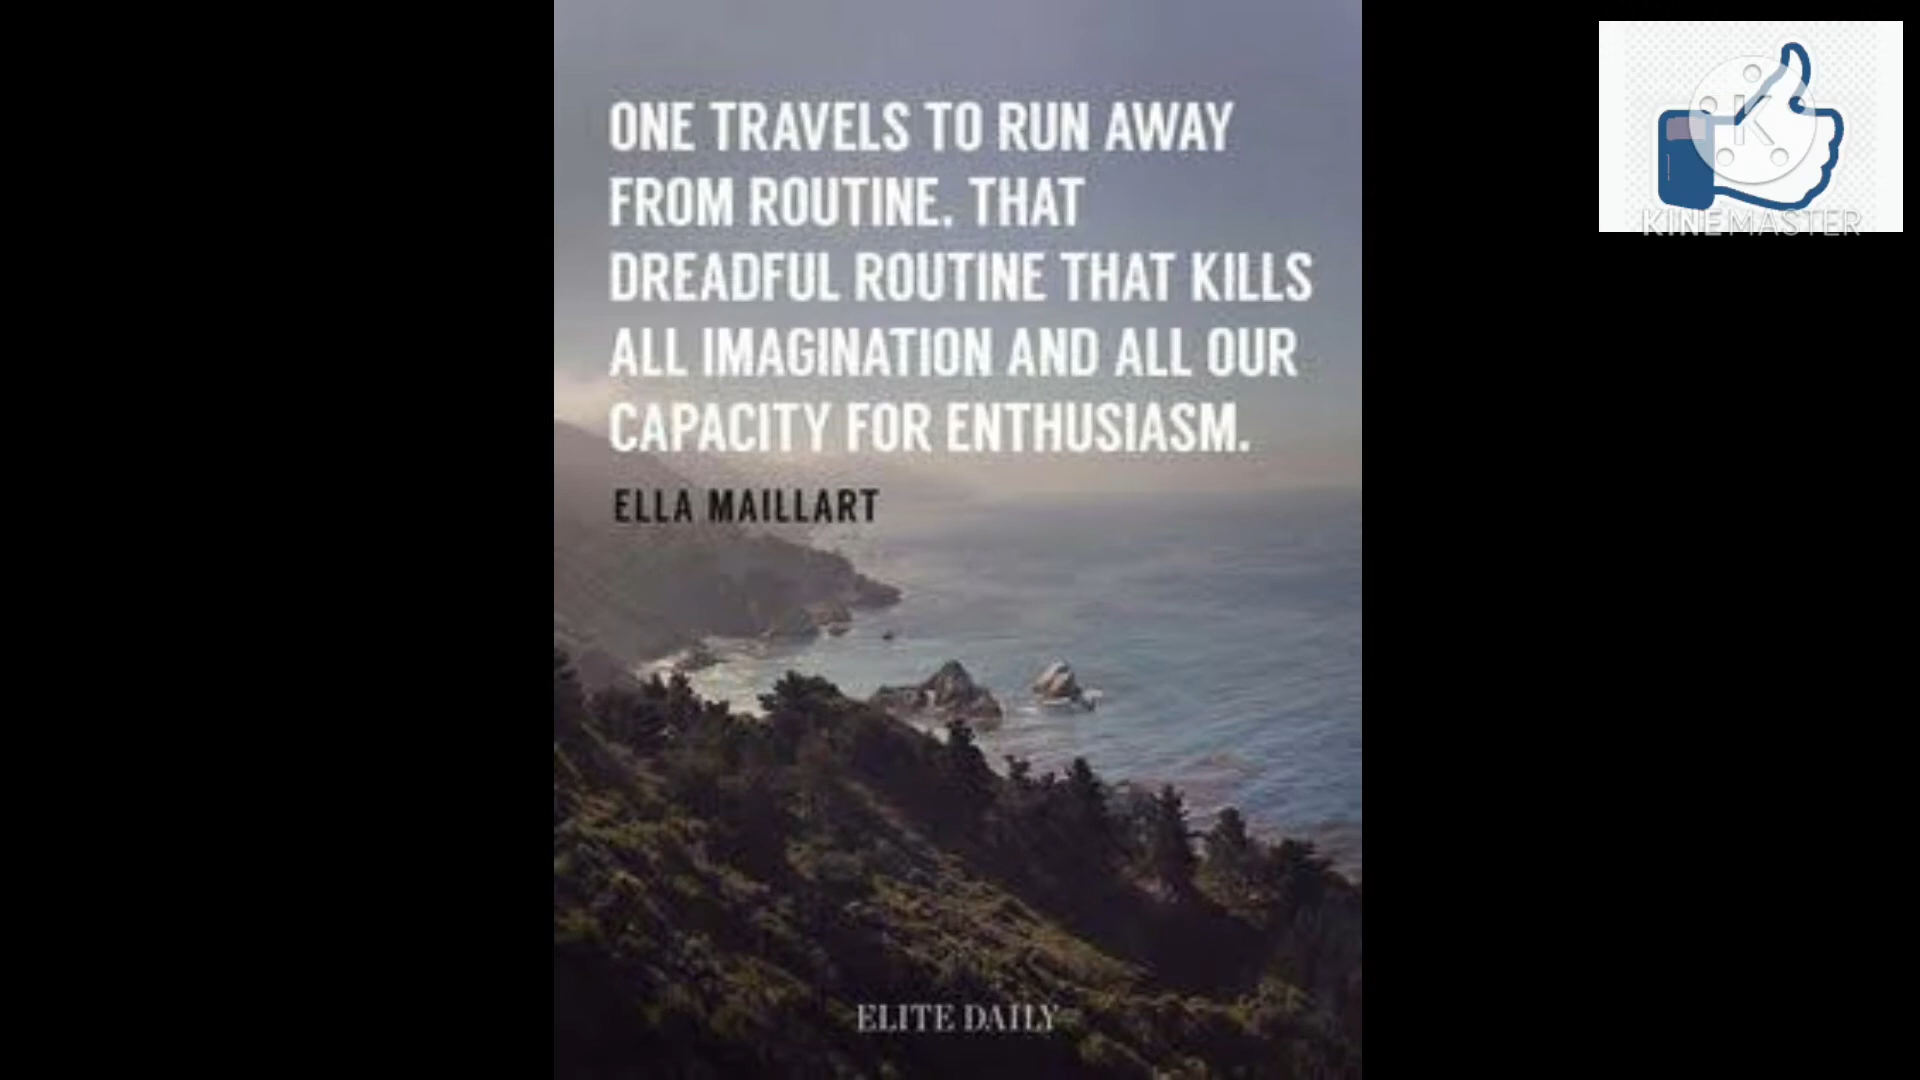 ONE TRAVELS TO RUN AWAY
FROM ROUTINE. THAT
DREADFUL ROUTINE THAT KILLS
ALL IMAGINATION AND ALL OUR
CAPACITY FOR ENTHUSIASM.
ELLA MAILLART
ELITE DAILY
K
KINEMASTER